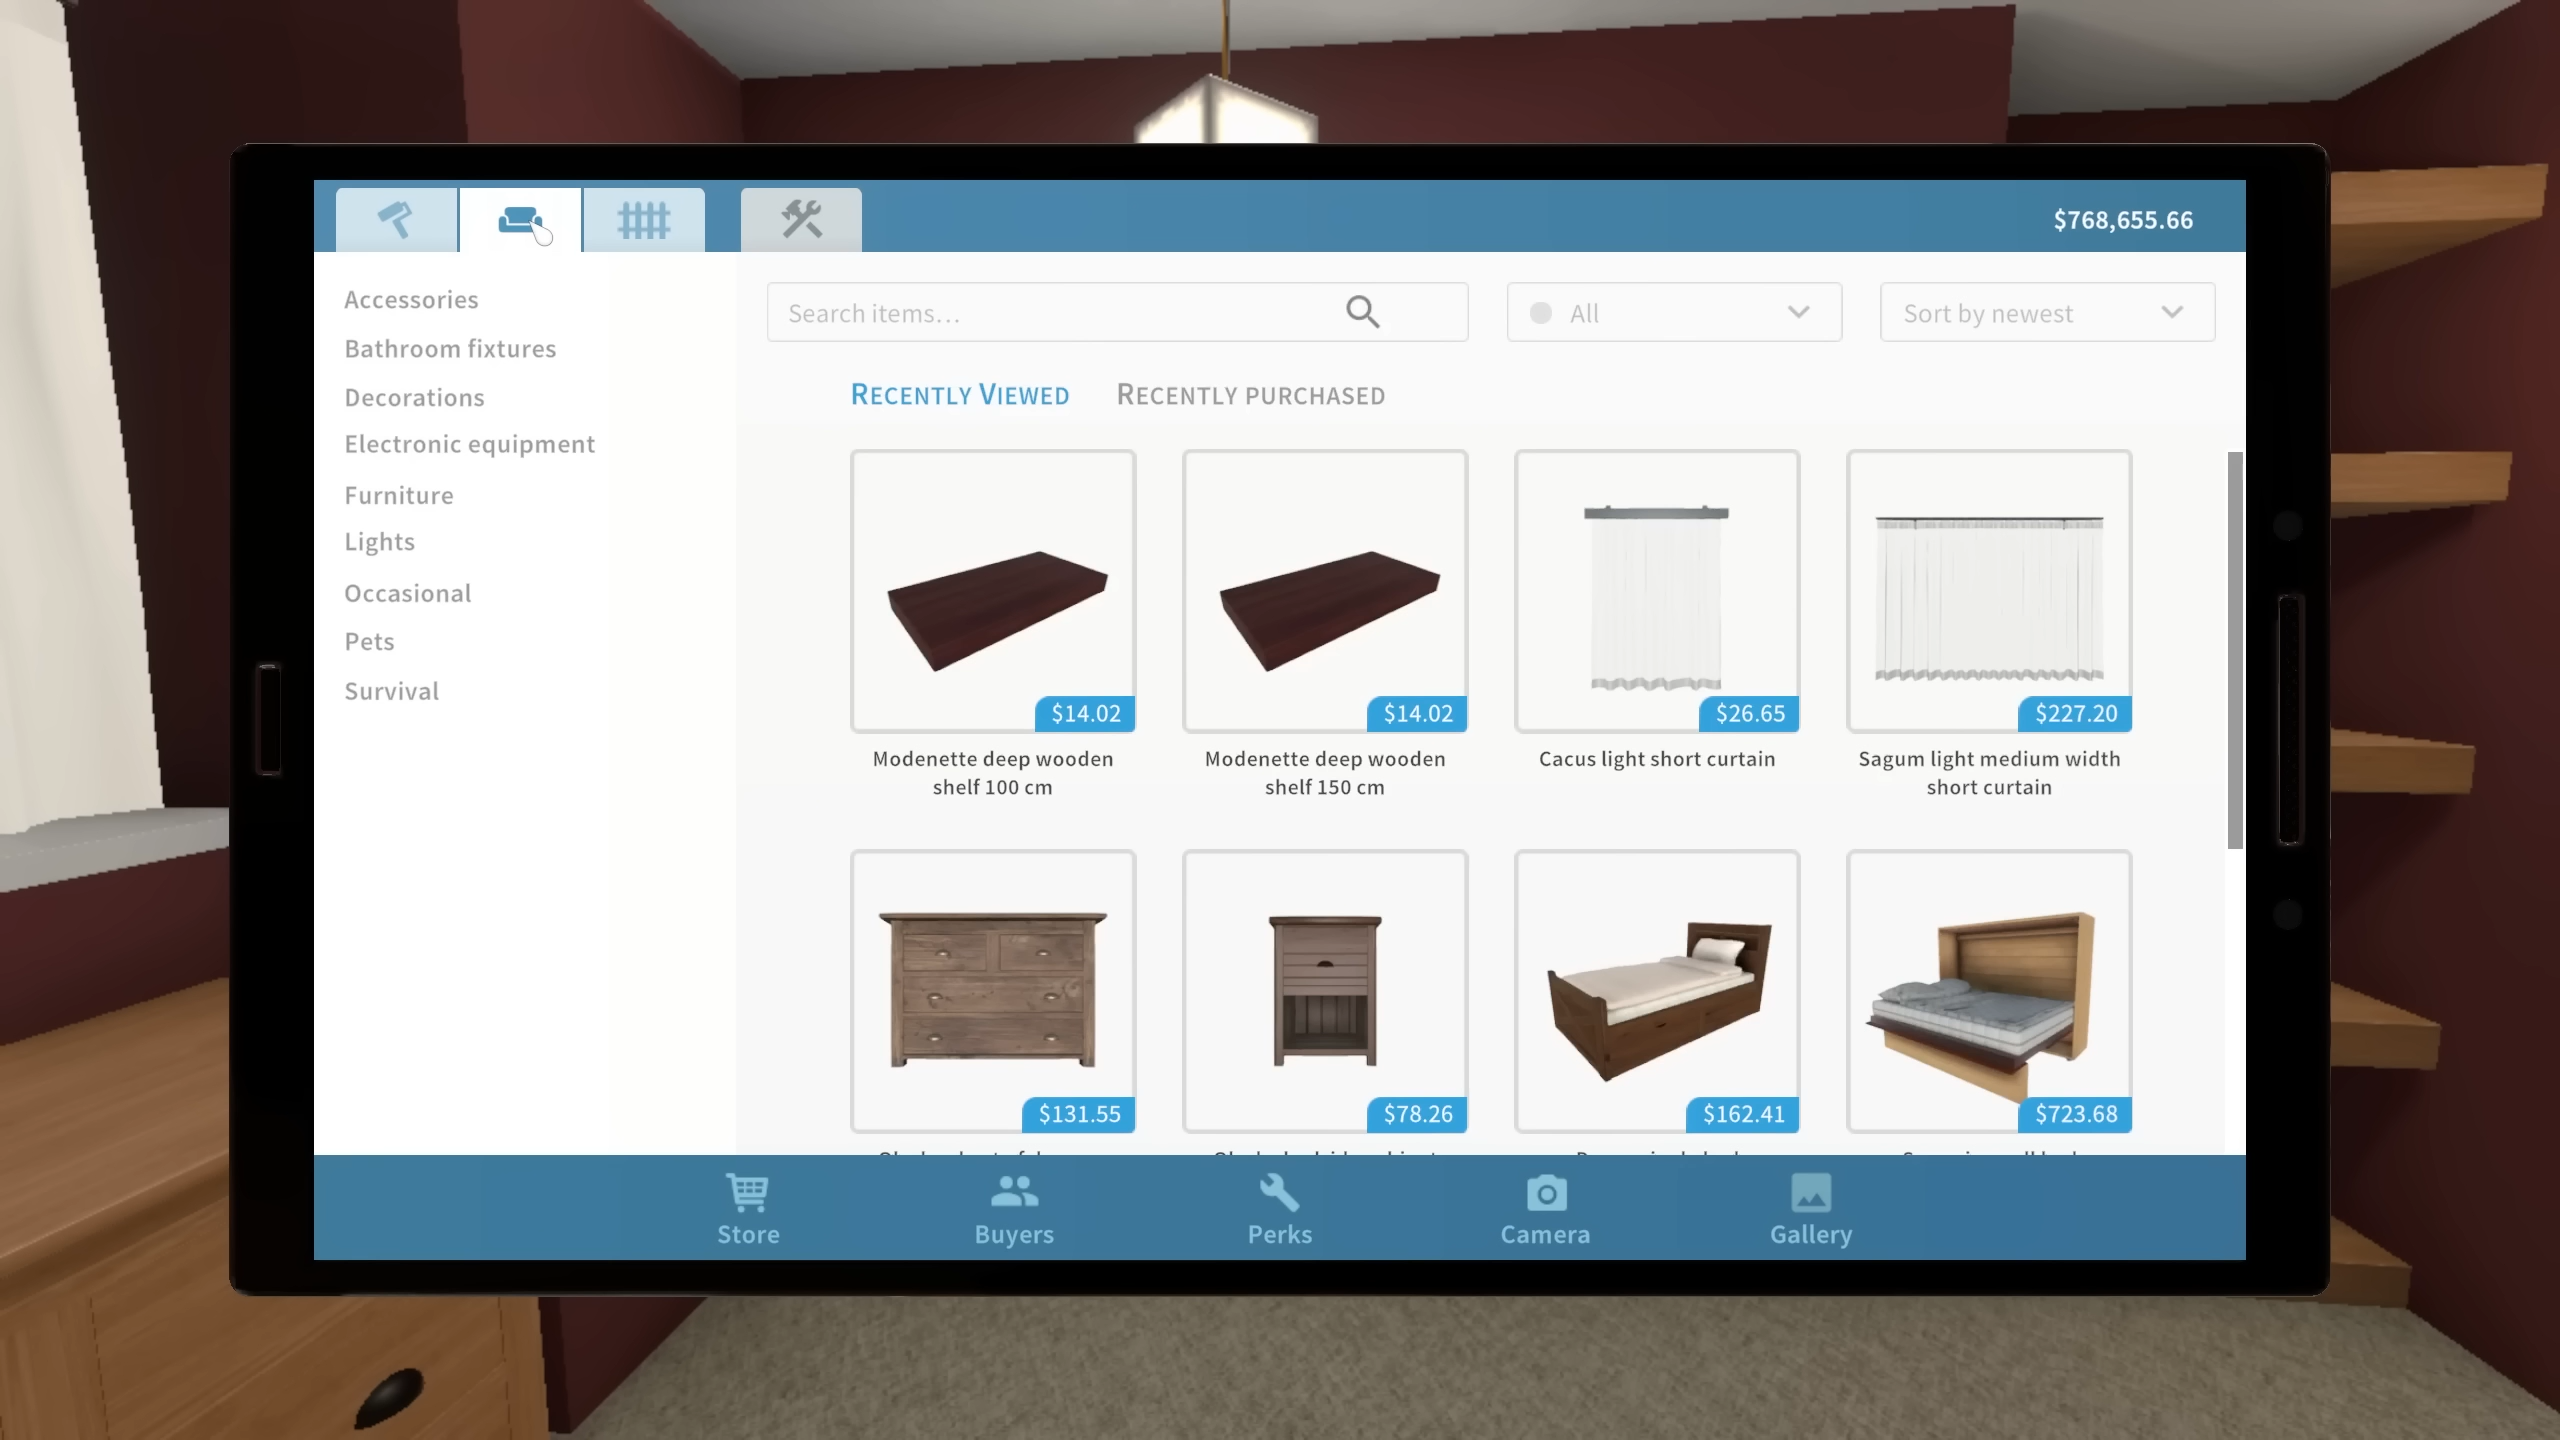 $768,655.66
Accessories
Bathroom fixtures
Decorations
Electronic equipment
Furniture
Lights
Occasional
Pets
Survival
Search items...
All
Sort by newest
RECENTLY VIEWED
RECENTLY PURCHASED
$14.02
$14.02
$26.65
$227.20
Modenette deep wooden
shelf 100 cm
Modenette deep wooden
shelf 150 cm
Cacus light short curtain
Sagum light medium width
short curtain
$131.55
$78.26
$162.41
$723.68
Store
Buyers
Perks
Camera
Gallery